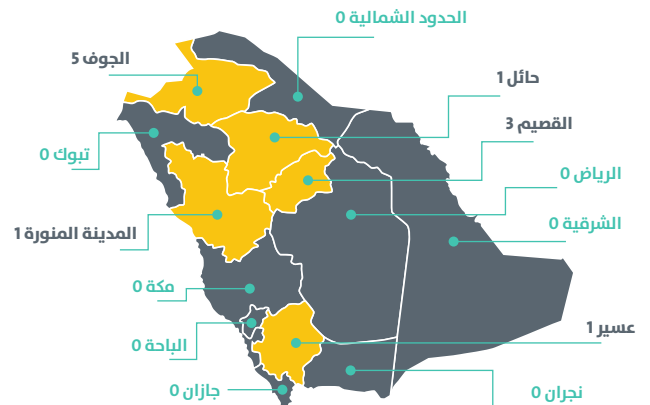 الحدود الشمالية 0
الجوف 5
حائل 1
القصيم 3
تبوك 0
الرياض 0
الشرقية 0
المدينة المنورة 1
مكة 0
عسير 1
الباحة 0
جازان 0
نجران 0